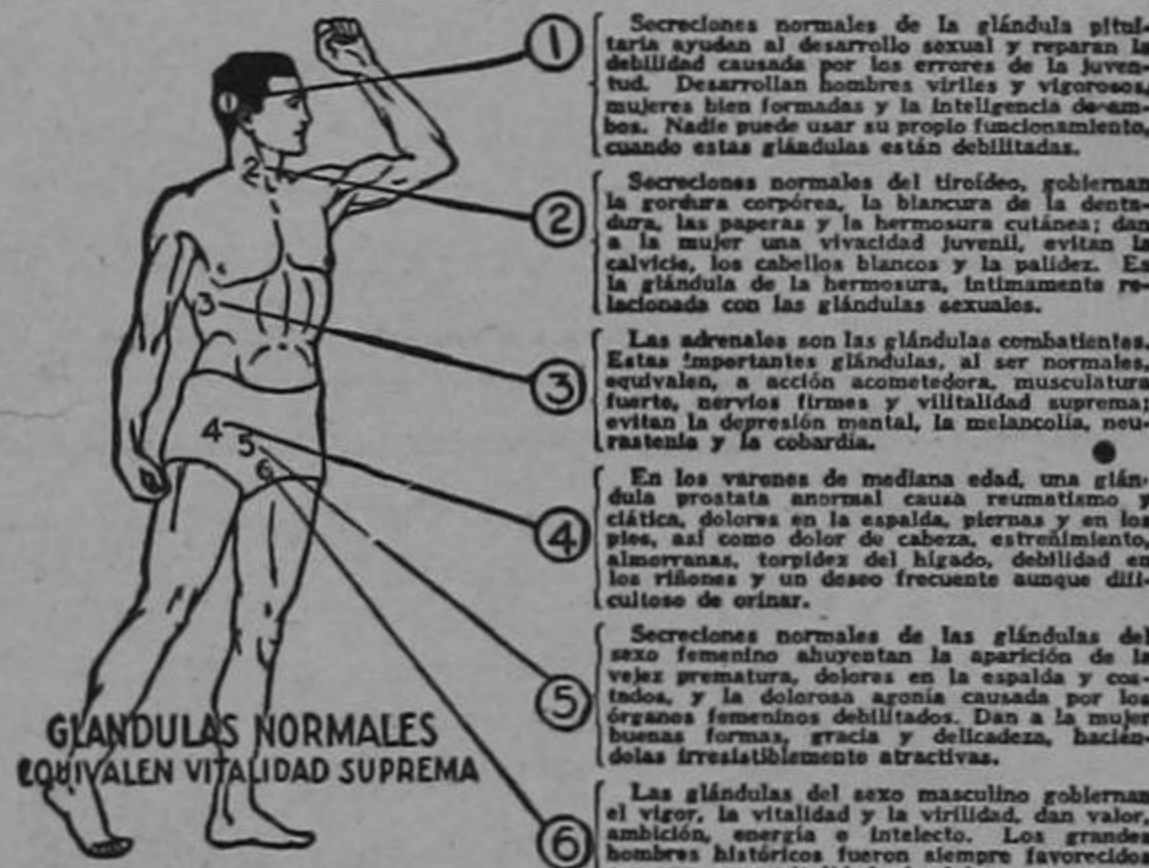 1
Secreciones normales de la glándula pitui-
taria ayudan al desarrollo sexual y reparan la
debilidad causada por los errores de la juven-
tud. Desarrollan hombres viriles y vigorosos,
mujeres bien formadas y la inteligencia de am-
bos. Nadie puede usar su propio funcionamiento,
cuando estas glándulas están debilitadas.
2
Secreciones normales del tiroídeo, gobiernan
la gordura corpórea, la blancura de la denta-
dura, las paperas y la hermosura cutánea; dan
a la mujer una vivacidad juvenil, evitan la
calvicie, los cabellos blancos y la palidez. Es
la glándula de la hermosura, íntimamente re-
lacionada con las glándulas sexuales.
3
Las adrenales son las glándulas combatientes.
Estas importantes glándulas, al ser normales,
equivalen, a acción acometedora, musculatura
fuerte, nervios firmes y vilitalidad suprema;
evitan la depresión mental, la melancolía, neu-
rastenia y la cobardía.
4
En los varones de mediana edad, una glán-
dula prostata anormal causa reumatismo y
ciática, dolores en la espalda, piernas y en los
pies, así como dolor de cabeza, estreñimiento,
almorranas, torpidez del hígado, debilidad en
los riñones y un deseo frecuente aunque difi-
cultoso de orinar.
5
Secreciones normales de las glándulas del
sexo femenino ahuyentan la aparición de la
vejez prematura, dolores en la espalda y cos-
tados, y la dolorosa agonía causada por los
órganos femeninos debilitados. Dan a la mujer
buenas formas, gracia y delicadeza, hacién-
dolas irresistiblemente atractivas.
6
Las glándulas del sexo masculino gobiernan
el vigor, la vitalidad y la virilidad, dan valor,
ambición, energía e intelecto. Los grandes
hombres históricos fueron siempre favorecidos
1
2
3
4
5
6
GLANDULAS NORMALES
EQUIVALEN VITALIDAD SUPREMA